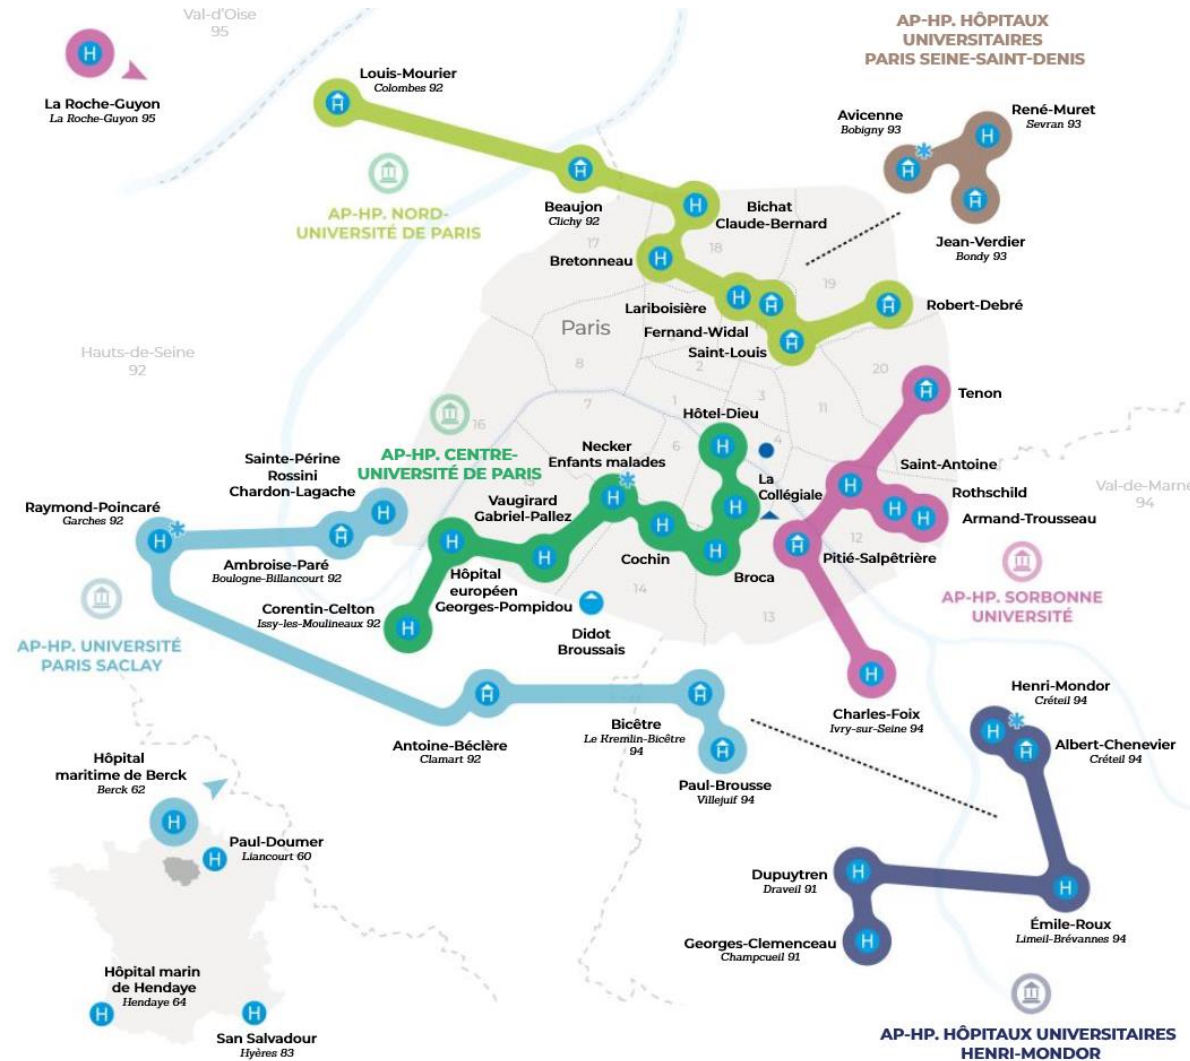 Val-d'Oise
95
La Roche-Guyon
La Roche-Guyon 95
Louis-Mourier
Colombes 92
AP-HP. HÔPITAUX
UNIVERSITAIRES
PARIS SEINE-SAINT-DENIS
Avicenne
Bobigny 93
René-Muret
Sevran 93
Jean-Verdier
Bondy 93
AP-HP. NORD-
UNIVERSITÉ DE PARIS
Beaujon
Clichy 92
Bichat
Claude-Bernard
17
18
19
Bretonneau
Lariboisière
Fernand-Widal
Saint-Louis
Robert-Debré
Paris
Hauts-de-Seine
92
8
2
20
7
1
3
11
16
6
4
Tenon
Hôtel-Dieu
AP-HP. CENTRE-
UNIVERSITÉ DE PARIS
Necker
Enfants malades
La
Collégiale
Saint-Antoine
Rothschild
Armand-Trousseau
Val-de-Marne
94
12
Sainte-Périne
Rossini
Chardon-Lagache
Raymond-Poincaré
Garches 92
Vaugirard
Gabriel-Pallez
15
Ambroise-Paré
Boulogne-Billancourt 92
Cochin
Broca
Pitié-Salpêtrière
Hôpital
européen
Georges-Pompidou
Corentin-Celton
Issy-les-Moulineaux 92
14
13
Didot
Broussais
AP-HP. SORBONNE
UNIVERSITÉ
AP-HP. UNIVERSITÉ
PARIS SACLAY
Antoine-Béclère
Clamart 92
Bicêtre
Le Kremlin-Bicêtre
94
Paul-Brousse
Villejuif 94
Charles-Foix
Ivry-sur-Seine 94
Henri-Mondor
Créteil 94
Albert-Chenevier
Créteil 94
Hôpital
maritime de Berck
Berck 62
Paul-Doumer
Liancourt 60
Dupuytren
Draveil 91
Émile-Roux
Limeil-Brévannes 94
Georges-Clemenceau
Champcueil 91
Hôpital marin
de Hendaye
Hendaye 64
San Salvadour
Hyères 83
AP-HP. HÔPITAUX UNIVERSITAIRES
HENRI-MONDOR